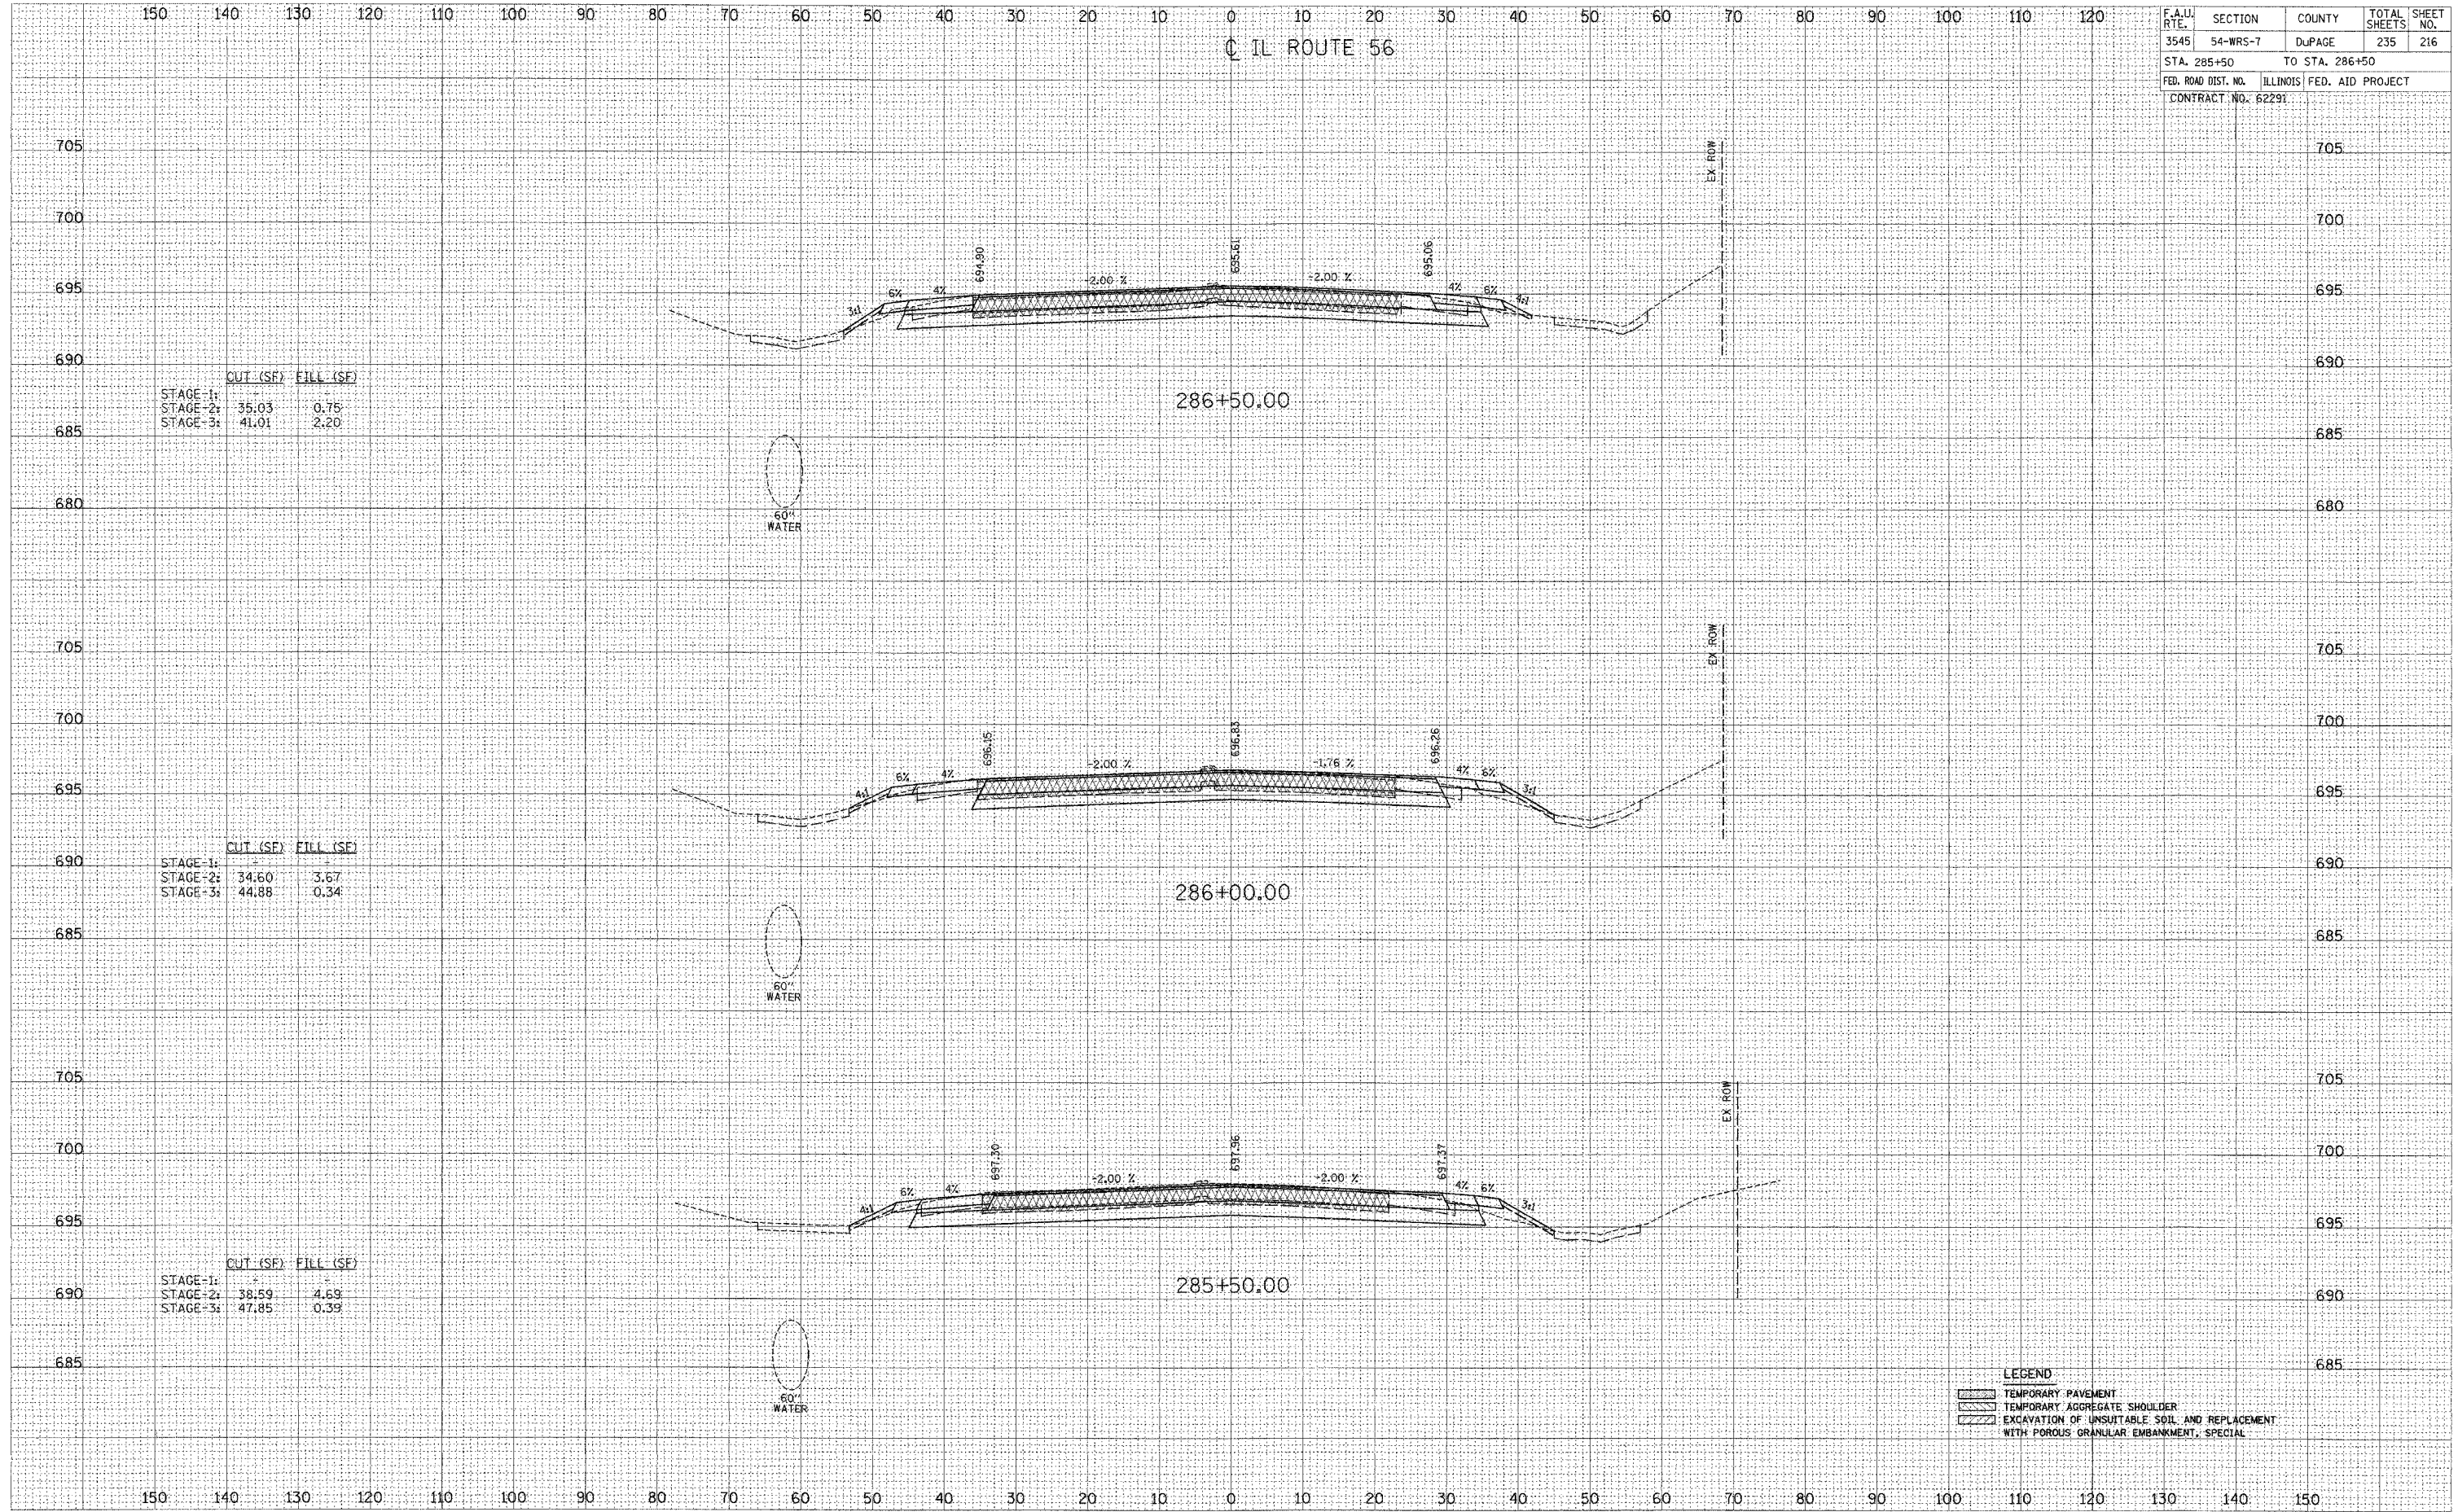 150 140 130 120 110 100 90 80 70 60 50 40 30 20 10 0 10 20 30 40 50 60 70 80 90 100 110 120
℄ IL ROUTE 56
F.A.U. RTE. SECTION COUNTY TOTAL SHEETS SHEET NO.
3545 54-WRS-7 DuPAGE 235 216
STA. 285+50 TO STA. 286+50
FED. ROAD DIST. NO. ILLINOIS FED. AID PROJECT
CONTRACT NO. 62291
705 705
EX ROW
700 700
694.90 695.61 695.06
695 6% 4% -2.00 % -2.00 % 4% 6% 695
3:1 4:1
690 690
CUT (SF) FILL (SF)
STAGE-1: - -
STAGE-2: 35.03 0.75
STAGE-3: 41.01 2.20
286+50.00
685 685
680 680
60"
WATER
705 705
EX ROW
700 700
696.15 696.83 696.26
6% 4% -2.00 % -1.76 % 4% 6%
695 4:1 3:1 695
CUT (SF) FILL (SF)
690 690
STAGE-1: - -
STAGE-2: 34.60 3.67
STAGE-3: 44.88 0.34
286+00.00
685 685
60"
WATER
705 705
EX ROW
700 700
697.30 697.96 697.37
6% 4% -2.00 % -2.00 % 4% 6%
4:1 3:1
695 695
CUT (SF) FILL (SF)
STAGE-1: - -
STAGE-2: 38.59 4.69
STAGE-3: 47.85 0.39
690 690
285+50.00
685 685
60"
WATER
LEGEND
TEMPORARY PAVEMENT
TEMPORARY AGGREGATE SHOULDER
EXCAVATION OF UNSUITABLE SOIL AND REPLACEMENT
WITH POROUS GRANULAR EMBANKMENT, SPECIAL
150 140 130 120 110 100 90 80 70 60 50 40 30 20 10 0 10 20 30 40 50 60 70 80 90 100 110 120 130 140 150